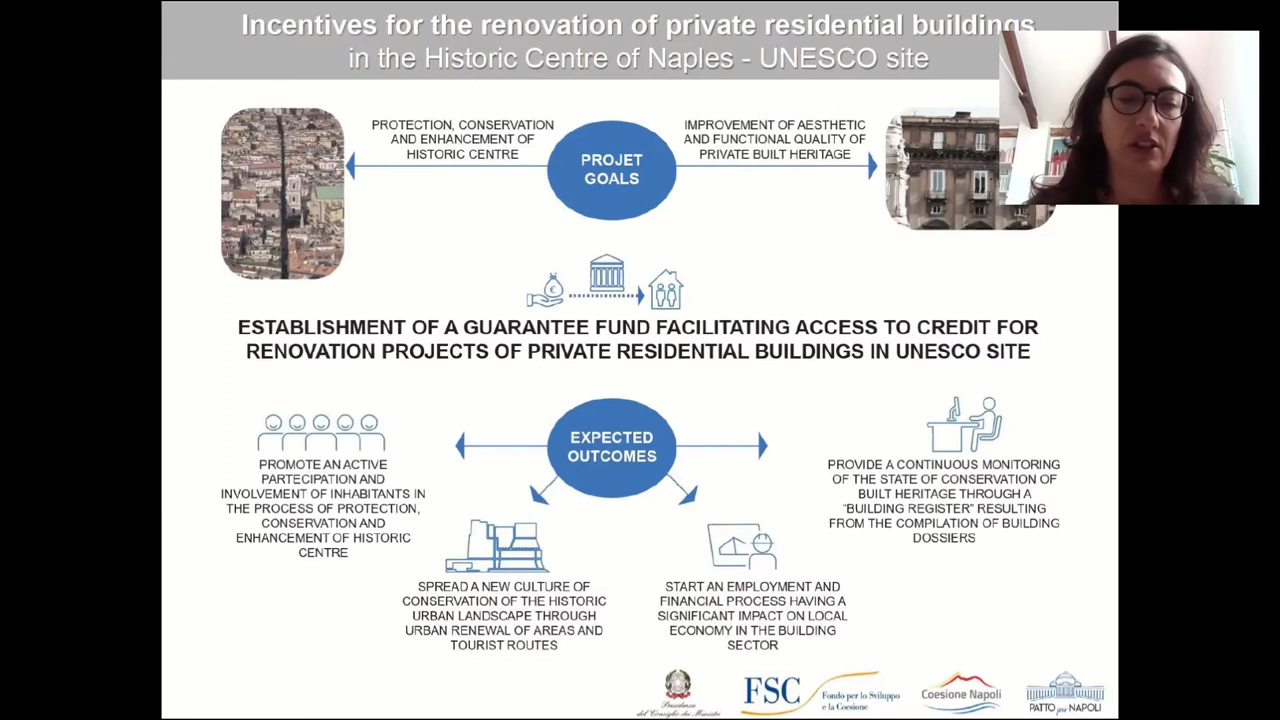 Incentives for the renovation of private residential buildings
in the Historic Centre of Naples - UNESCO site
PROTECTION, CONSERVATION
AND ENHANCEMENT OF
HISTORIC CENTRE
PROJET
GOALS
IMPROVEMENT OF AESTHETIC
AND FUNCTIONAL QUALITY OF
PRIVATE BUILT HERITAGE
€
ESTABLISHMENT OF A GUARANTEE FUND FACILITATING ACCESS TO CREDIT FOR
RENOVATION PROJECTS OF PRIVATE RESIDENTIAL BUILDINGS IN UNESCO SITE
EXPECTED
OUTCOMES
PROMOTE AN ACTIVE
PARTECIPATION AND
INVOLVEMENT OF INHABITANTS IN
THE PROCESS OF PROTECTION,
CONSERVATION AND
ENHANCEMENT OF HISTORIC
CENTRE
SPREAD A NEW CULTURE OF
CONSERVATION OF THE HISTORIC
URBAN LANDSCAPE THROUGH
URBAN RENEWAL OF AREAS AND
TOURIST ROUTES
START AN EMPLOYMENT AND
FINANCIAL PROCESS HAVING A
SIGNIFICANT IMPACT ON LOCAL
ECONOMY IN THE BUILDING
SECTOR
PROVIDE A CONTINUOUS MONITORING
OF THE STATE OF CONSERVATION OF
BUILT HERITAGE THROUGH A
“BUILDING REGISTER” RESULTING
FROM THE COMPILATION OF BUILDING
DOSSIERS
Presidenza
del Consiglio dei Ministri
FSC
Fondo per lo Sviluppo
e la Coesione
Coesione Napoli
PATTO per NAPOLI